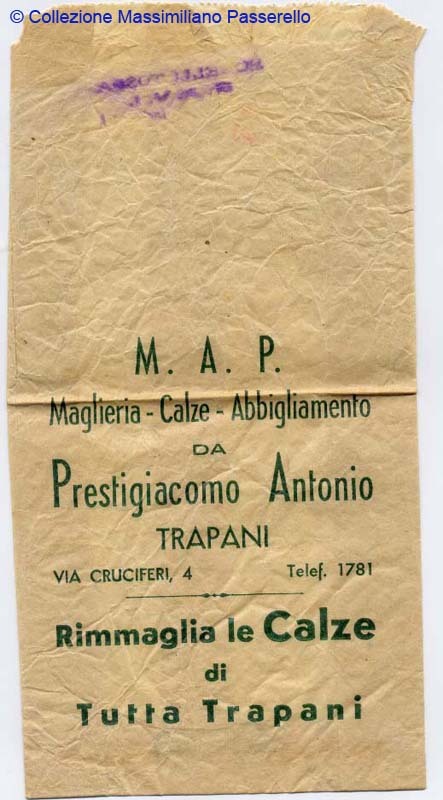 © Collezione Massimiliano Passerello
M. A. P.
Maglieria - Calze - Abbigliamento
DA
Prestigiacomo Antonio
TRAPANI
VIA CRUCIFERI, 4 Telef. 1781
Rimmaglia le Calze
di
Tutta Trapani